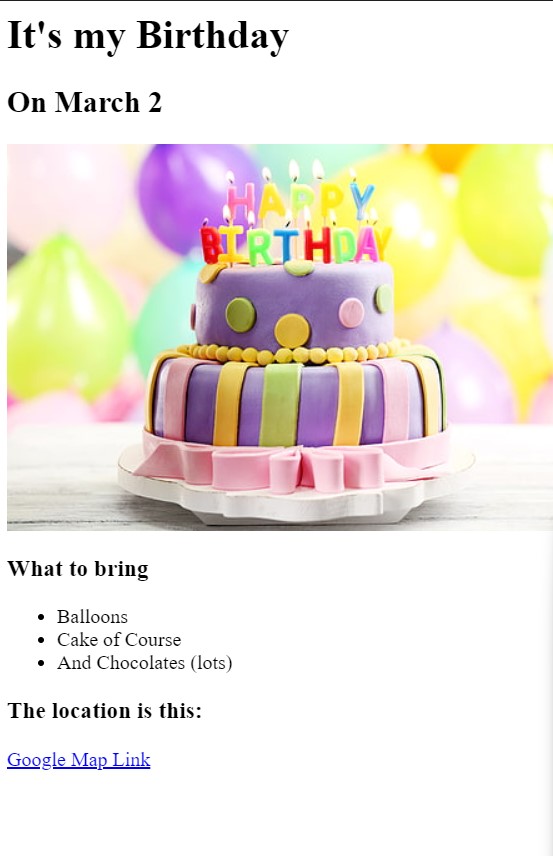 It's my Birthday
On March 2
HAPPY
BIRTHDAY
What to bring
Balloons
Cake of Course
And Chocolates (lots)
The location is this:
Google Map Link